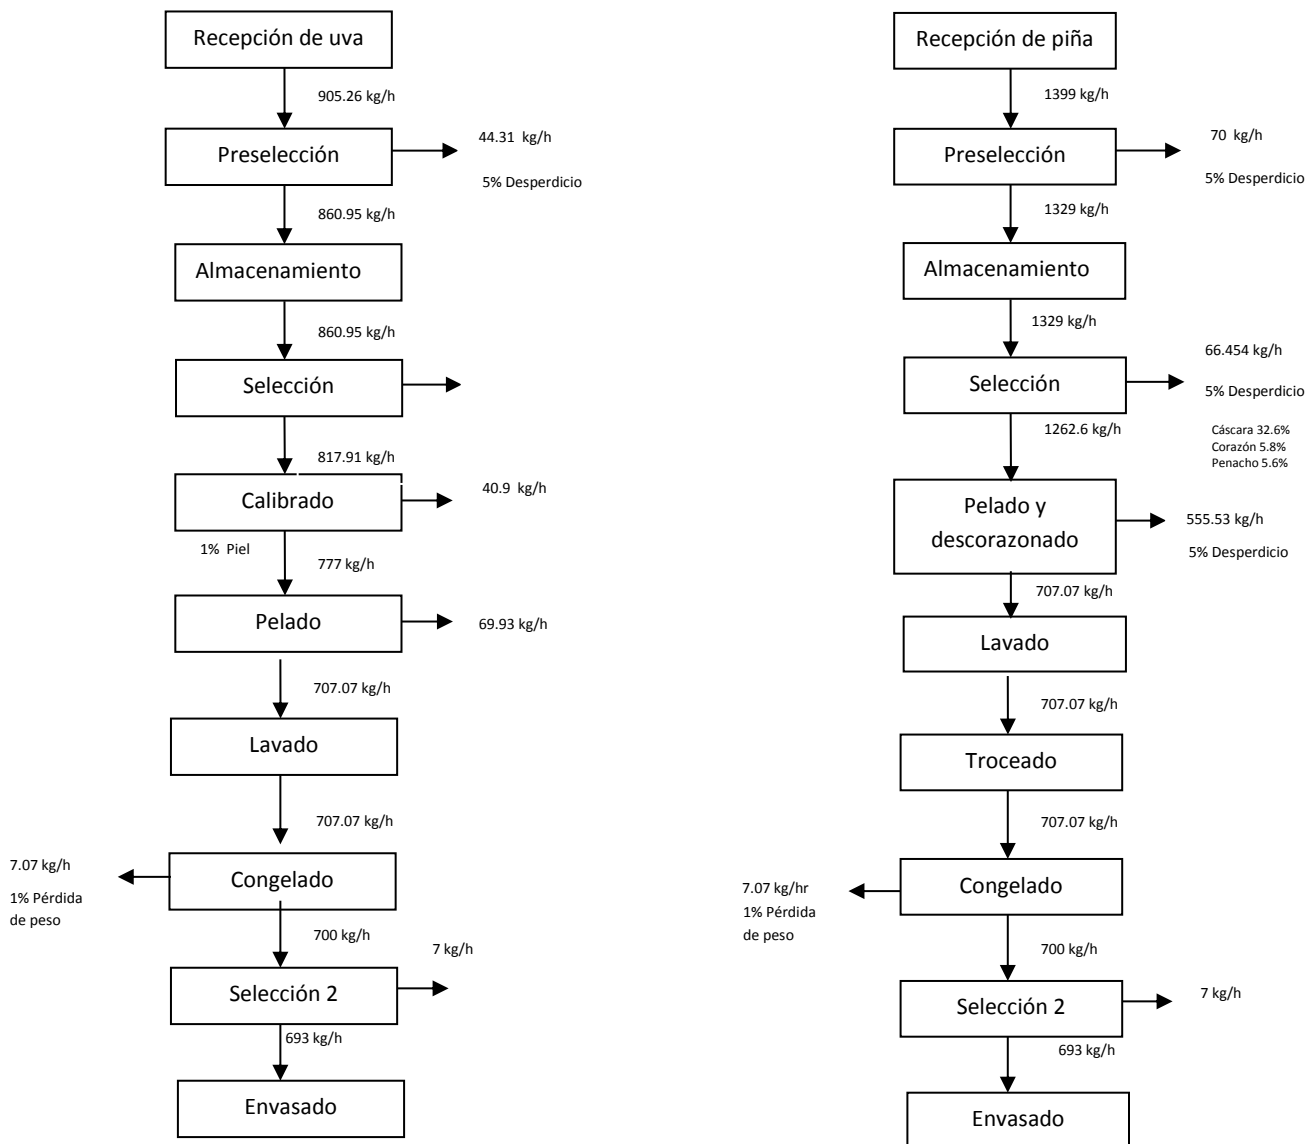 Recepción de uva
905.26 kg/h
Preselección
44.31 kg/h
5% Desperdicio
860.95 kg/h
Almacenamiento
860.95 kg/h
Selección
817.91 kg/h
Calibrado
40.9 kg/h
1% Piel
777 kg/h
Pelado
69.93 kg/h
707.07 kg/h
Lavado
707.07 kg/h
7.07 kg/h
1% Pérdida
de peso
Congelado
700 kg/h
7 kg/h
Selección 2
693 kg/h
Envasado
Recepción de piña
1399 kg/h
Preselección
70 kg/h
5% Desperdicio
1329 kg/h
Almacenamiento
1329 kg/h
Selección
66.454 kg/h
5% Desperdicio
1262.6 kg/h
Cáscara 32.6%
Corazón 5.8%
Penacho 5.6%
Pelado y
descorazonado
555.53 kg/h
5% Desperdicio
707.07 kg/h
Lavado
707.07 kg/h
Troceado
707.07 kg/h
Congelado
7.07 kg/hr
1% Pérdida
de peso
700 kg/h
Selección 2
7 kg/h
693 kg/h
Envasado